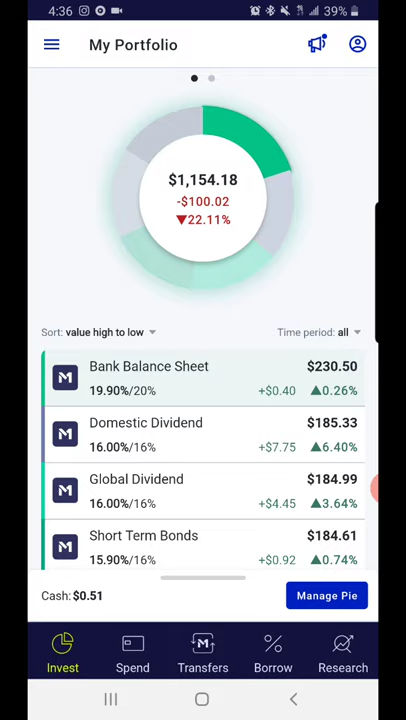 4:36 39%
My Portfolio
$1,154.18
-$100.02
▼22.11%
Sort: value high to low ▼ Time period: all ▼
Bank Balance Sheet $230.50
19.90%/20% +$0.40 ▲0.26%
Domestic Dividend $185.33
16.00%/16% +$7.75 ▲6.40%
Global Dividend $184.99
16.00%/16% +$4.45 ▲3.64%
Short Term Bonds $184.61
15.90%/16% +$0.92 ▲0.74%
Cash: $0.51 Manage Pie
Invest Spend Transfers Borrow Research